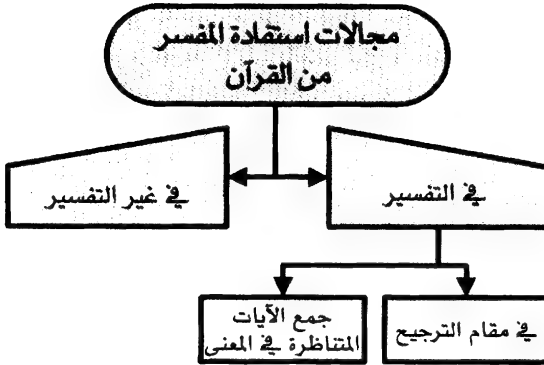 مجالات استفادة المفسر
من القرآن
في التفسير
في غير التفسير
في مقام الترجيح
جمع الآيات
المتناظرة في المعنى